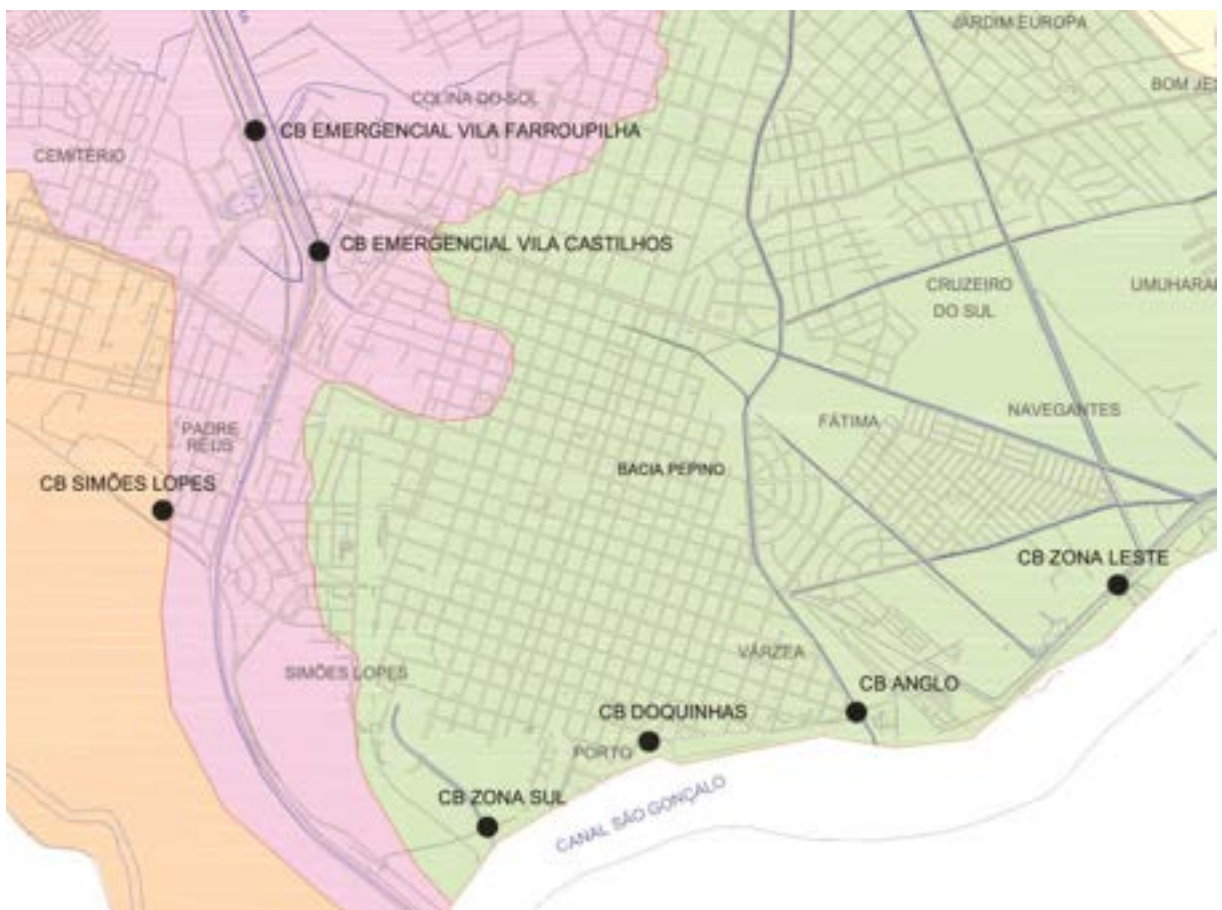 JARDIM EUROPA
BOM JES
COLINA DO SOL
CB EMERGENCIAL VILA FARROUPILHA
CEMITÉRIO
CB EMERGENCIAL VILA CASTILHOS
CRUZEIRO
DO SUL
UMUHARA
NAVEGANTES
FÁTIMA
PADRE
RÉUS
BACIA PEPINO
CB SIMÕES LOPES
CB ZONA LESTE
VÁRZEA
SIMÕES LOPES
CB ANGLO
CB DOQUINHAS
PORTO
CB ZONA SUL
CANAL SÃO GONÇALO